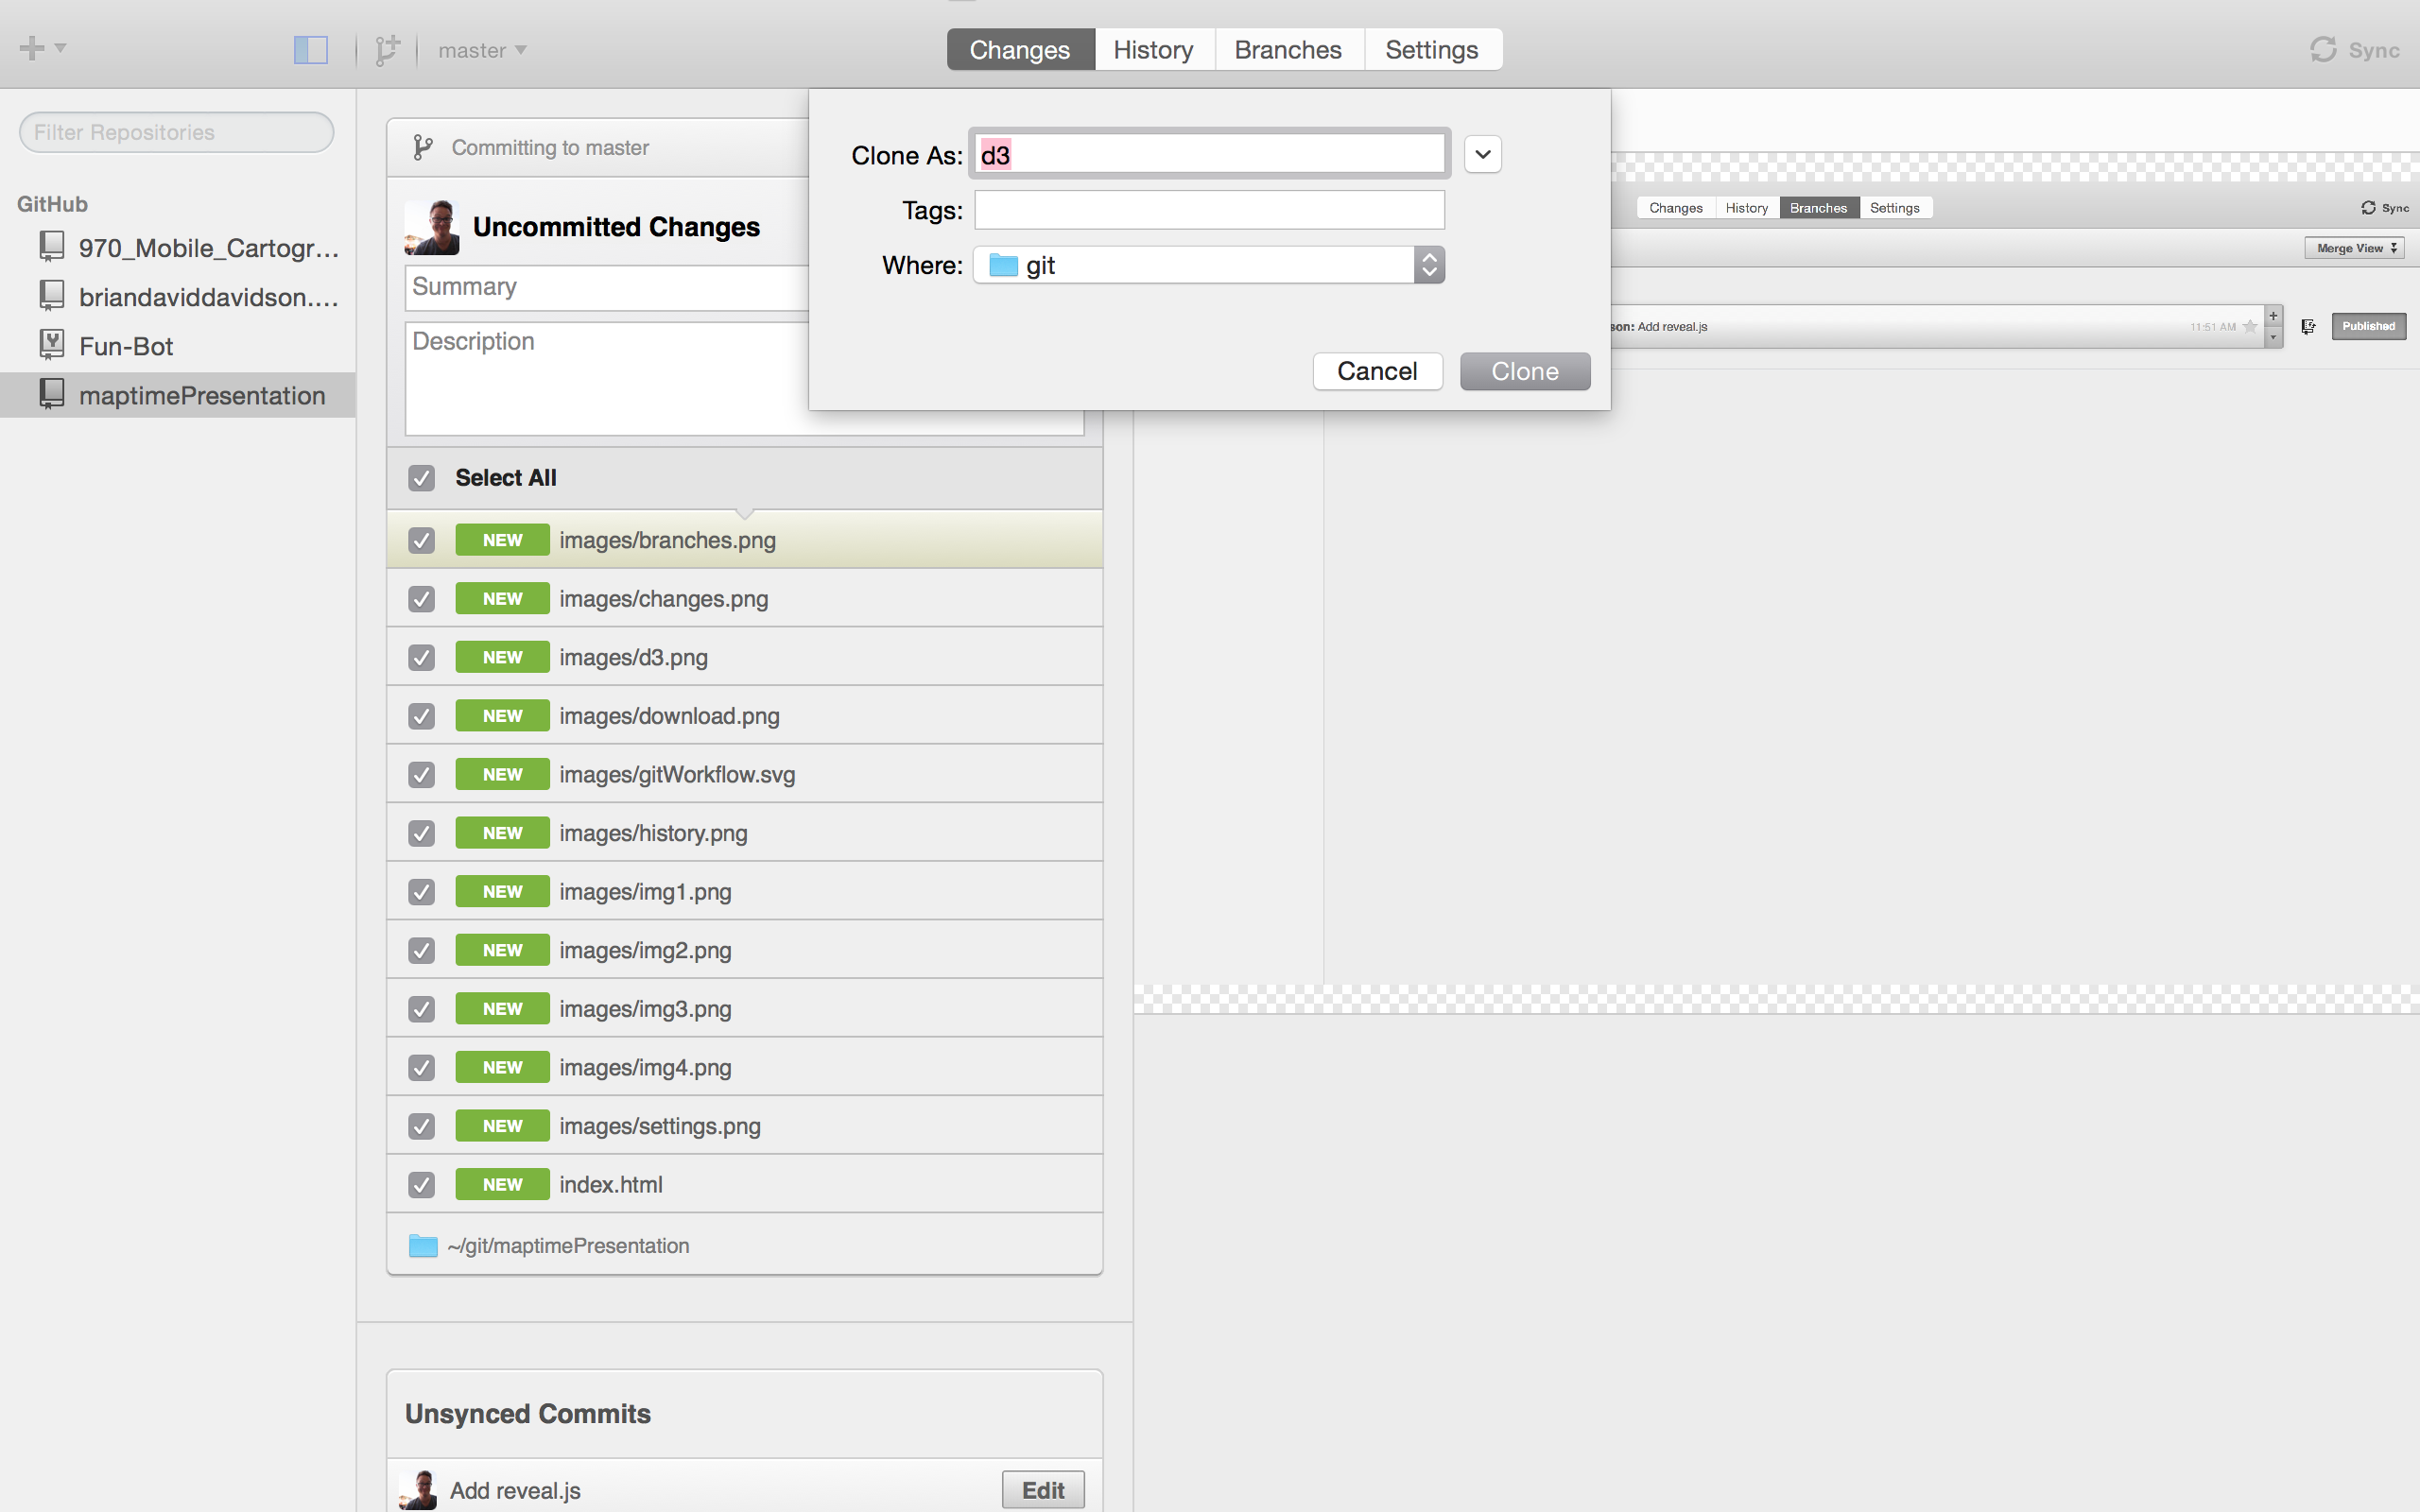 master
Changes
History
Branches
Settings
Sync
Filter Repositories
GitHub
970_Mobile_Cartogr...
briandaviddavidson....
Fun-Bot
maptimePresentation
Committing to master
Uncommitted Changes
Summary
Description
Clone As: d3
Tags:
Where: git
Cancel
Clone
Changes
History
Branches
Settings
Sync
Merge View
son: Add reveal.js
11:51 AM
Published
Select All
NEW images/branches.png
NEW images/changes.png
NEW images/d3.png
NEW images/download.png
NEW images/gitWorkflow.svg
NEW images/history.png
NEW images/img1.png
NEW images/img2.png
NEW images/img3.png
NEW images/img4.png
NEW images/settings.png
NEW index.html
~/git/maptimePresentation
Unsynced Commits
Add reveal.js
Edit